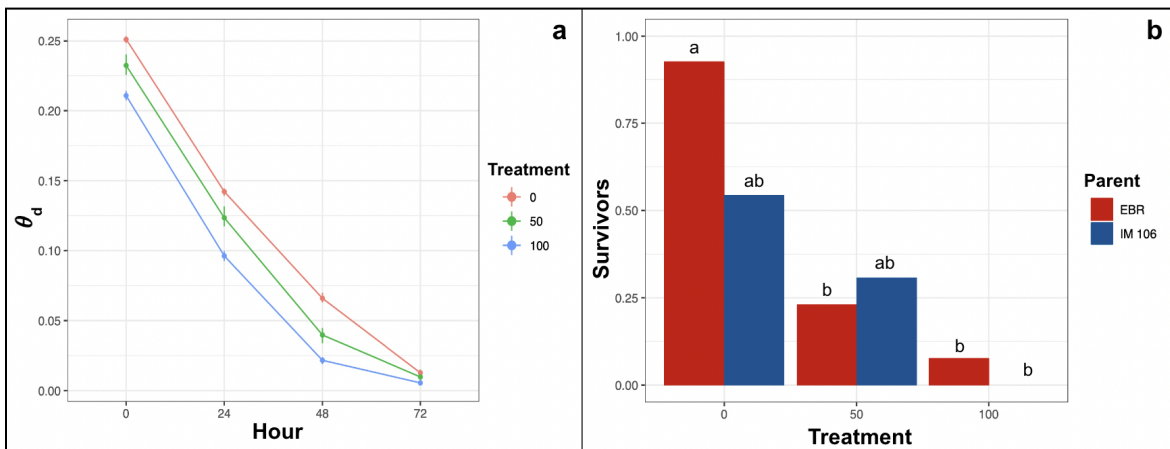 a
0.25
0.20
0.15
0.10
0.05
0.00
θd
0 24 48 72
Hour
Treatment
0
50
100
b
1.00
0.75
0.50
0.25
0.00
Survivors
a
ab
b
ab
b
b
0 50 100
Treatment
Parent
EBR
IM 106